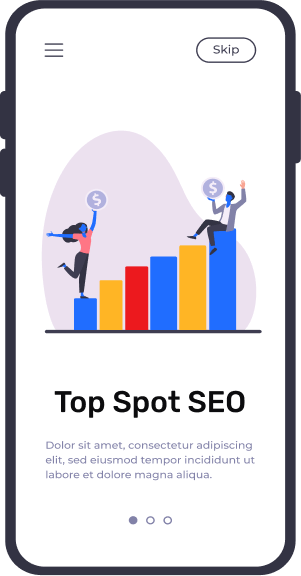 Skip
$
$
Top Spot SEO
Dolor sit amet, consectetur adipiscing
elit, sed eiusmod tempor incididunt ut
labore et dolore magna aliqua.